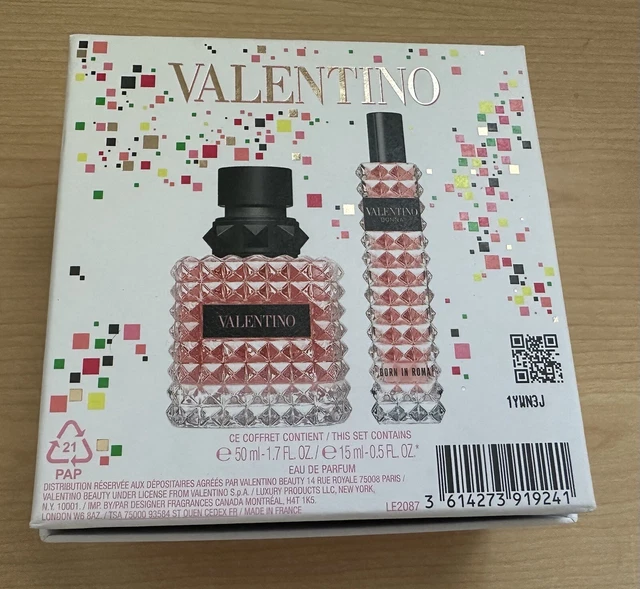 VALENTINO
VALENTINO
DONNA
VALENTINO
BORN IN ROMA
1YWN3J
CE COFFRET CONTIENT / THIS SET CONTAINS
℮ 50 ml-1.7 FL.OZ. / ℮ 15 ml-0.5 FL.OZ.*
EAU DE PARFUM
21
PAP
DISTRIBUTION RÉSERVÉE AUX DÉPOSITAIRES AGRÉÉS PAR VALENTINO BEAUTY 14 RUE ROYALE 75008 PARIS /
VALENTINO BEAUTY UNDER LICENSE FROM VALENTINO S.p.A. / LUXURY PRODUCTS LLC, NEW YORK,
N.Y. 10001. / IMP. BY/PAR DESIGNER FRAGRANCES CANADA MONTRÉAL, H4T 1K5.
LONDON W6 8AZ. / TSA 75000 93584 ST OUEN CEDEX FR / MADE IN FRANCE
LE2087
3 614273 919241